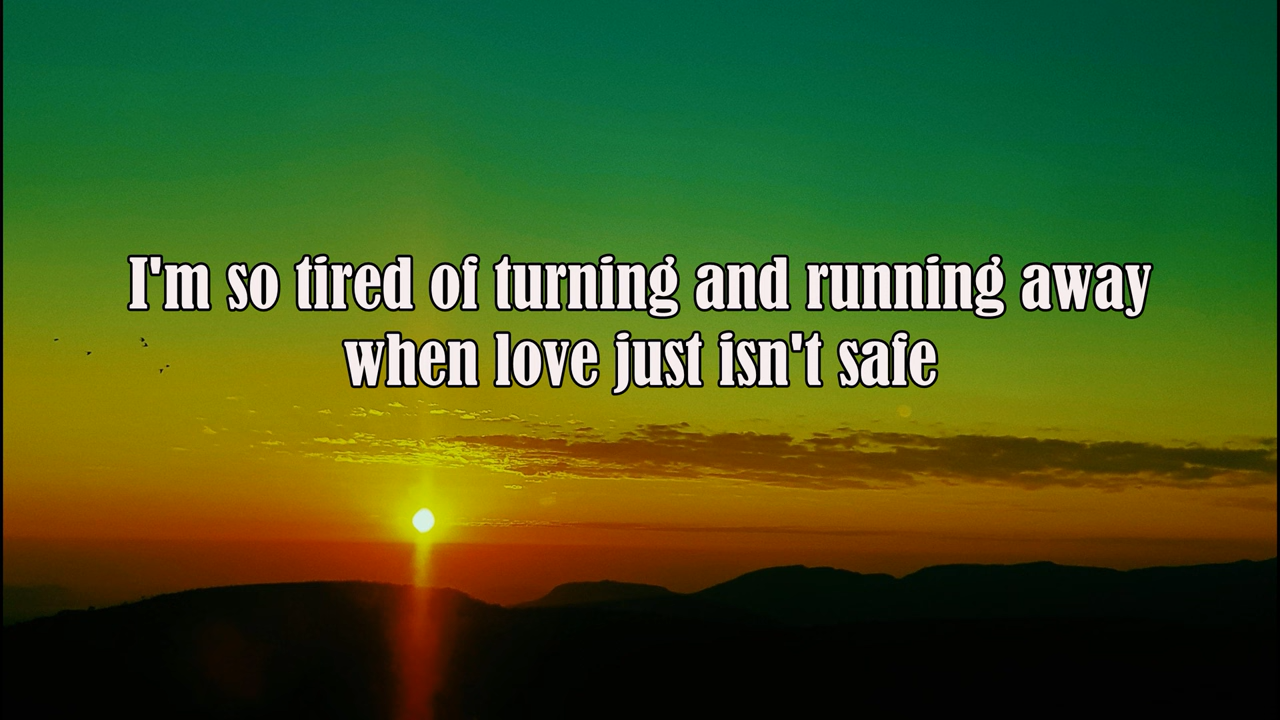 I'm so tired of turning and running away
when love just isn't safe